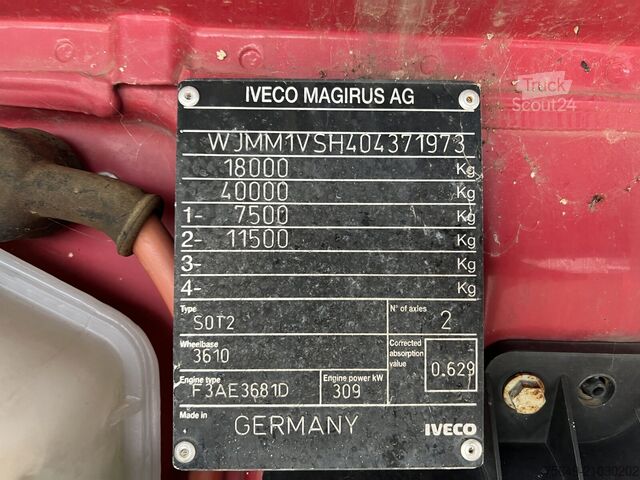 IVECO MAGIRUS AG
WJMM1VSH404371973
18000 Kg
40000 Kg
1- 7500 Kg
2- 11500 Kg
3- Kg
4- Kg
Type N° of axles
S0T2 2
Wheelbase Corrected absorption value
3610 0.629
Engine type Engine power kW
F3AE3681D 309
Made in
GERMANY IVECO
Truck
Scout24